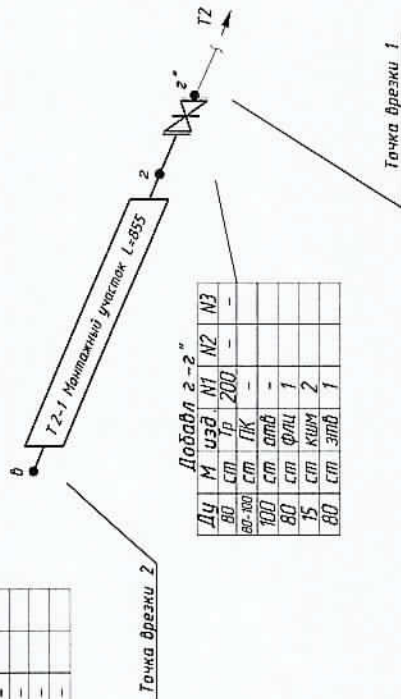 T2
г"
г
Т.2-1 Монтажный участок L=855
в
Точка врезки 1
Точка врезки 2
Добавл г-г"
Ду М изд. N1 N2 N3
80 ст Тр 200 - -
80-100 ст ПК - -
100 ст отв -
80 ст флц 1
15 ст кшм 2
80 ст зтв 1
-
-
-
-